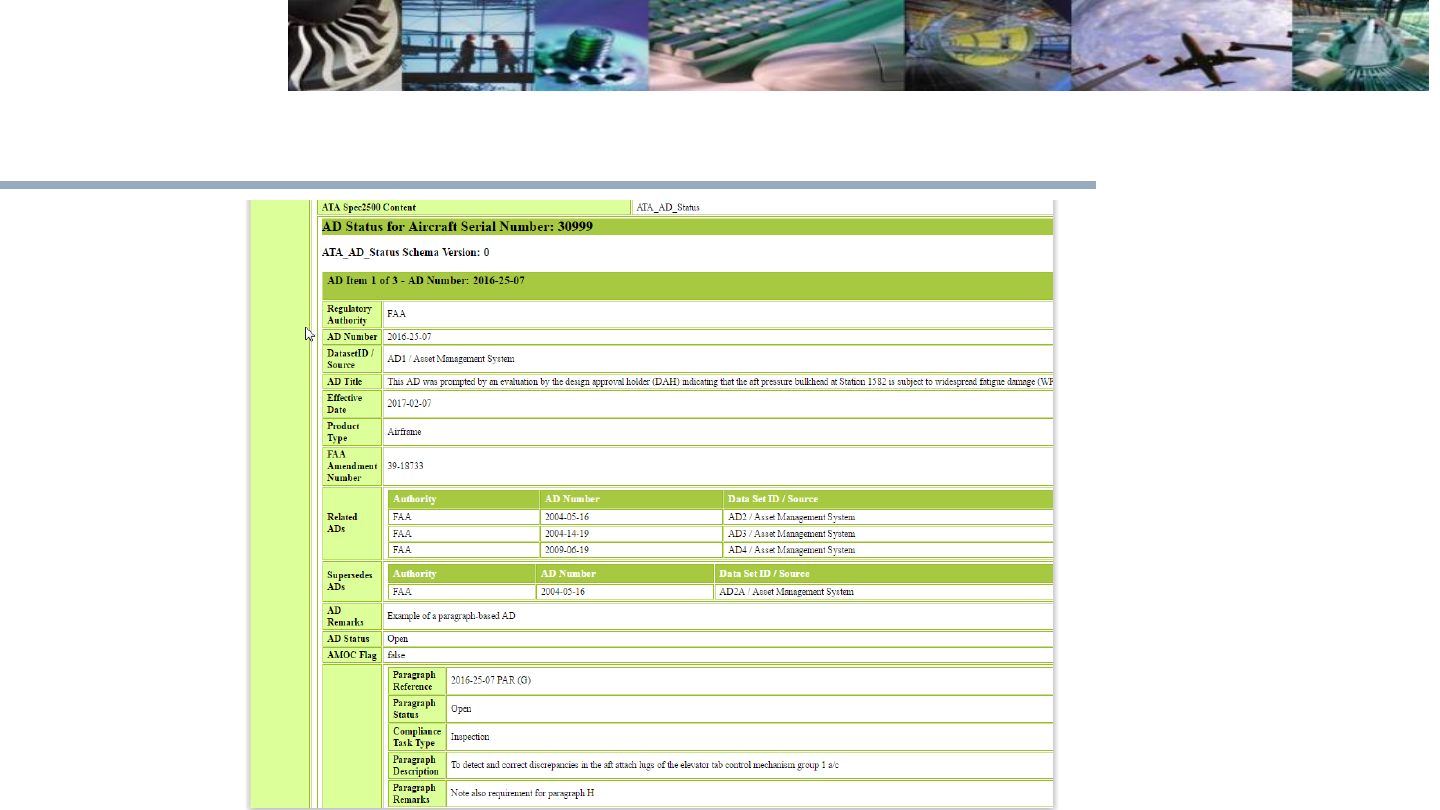 ATA Spec2500 Content ATA_AD_Status
AD Status for Aircraft Serial Number: 30999
ATA_AD_Status Schema Version: 0
AD Item 1 of 3 - AD Number: 2016-25-07
Regulatory
Authority
FAA
AD Number 2016-25-07
DatasetID /
Source
AD1 / Asset Management System
AD Title This AD was prompted by an evaluation by the design approval holder (DAH) indicating that the aft pressure bulkhead at Station 1582 is subject to widespread fatigue damage (WF
Effective
Date
2017-02-07
Product
Type
Airframe
FAA
Amendment
Number
39-18733
Related
ADs
Authority AD Number Data Set ID / Source
FAA 2004-05-16 AD2 / Asset Management System
FAA 2004-14-19 AD3 / Asset Management System
FAA 2009-06-19 AD4 / Asset Management System
Supersedes
ADs
Authority AD Number Data Set ID / Source
FAA 2004-05-16 AD2A / Asset Management System
AD
Remarks
Example of a paragraph-based AD
AD Status Open
AMOC Flag false
Paragraph
Reference
2016-25-07 PAR (G)
Paragraph
Status
Open
Compliance
Task Type
Inspection
Paragraph
Description
To detect and correct discrepancies in the aft attach lugs of the elevator tab control mechanism group 1 a/c
Paragraph
Remarks
Note also requirement for paragraph H